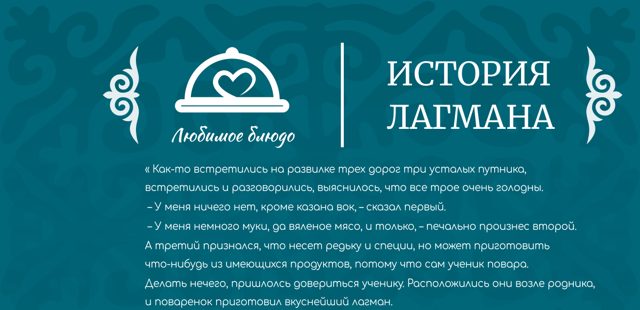 Любимое блюдо
ИСТОРИЯ
ЛАГМАНА
« Как-то встретились на развилке трех дорог три усталых путника,
встретились и разговорились, выяснилось, что все трое очень голодны.
– У меня ничего нет, кроме казана вок, – сказал первый.
– У меня немного муки, да вяленое мясо, и только, – печально произнес второй.
А третий признался, что несет редьку и специи, но может приготовить
что-нибудь из имеющихся продуктов, потому что сам ученик повара.
Делать нечего, пришлолсь довериться ученику. Расположились они возле родника,
и поваренок приготовил вкуснейший лагман.